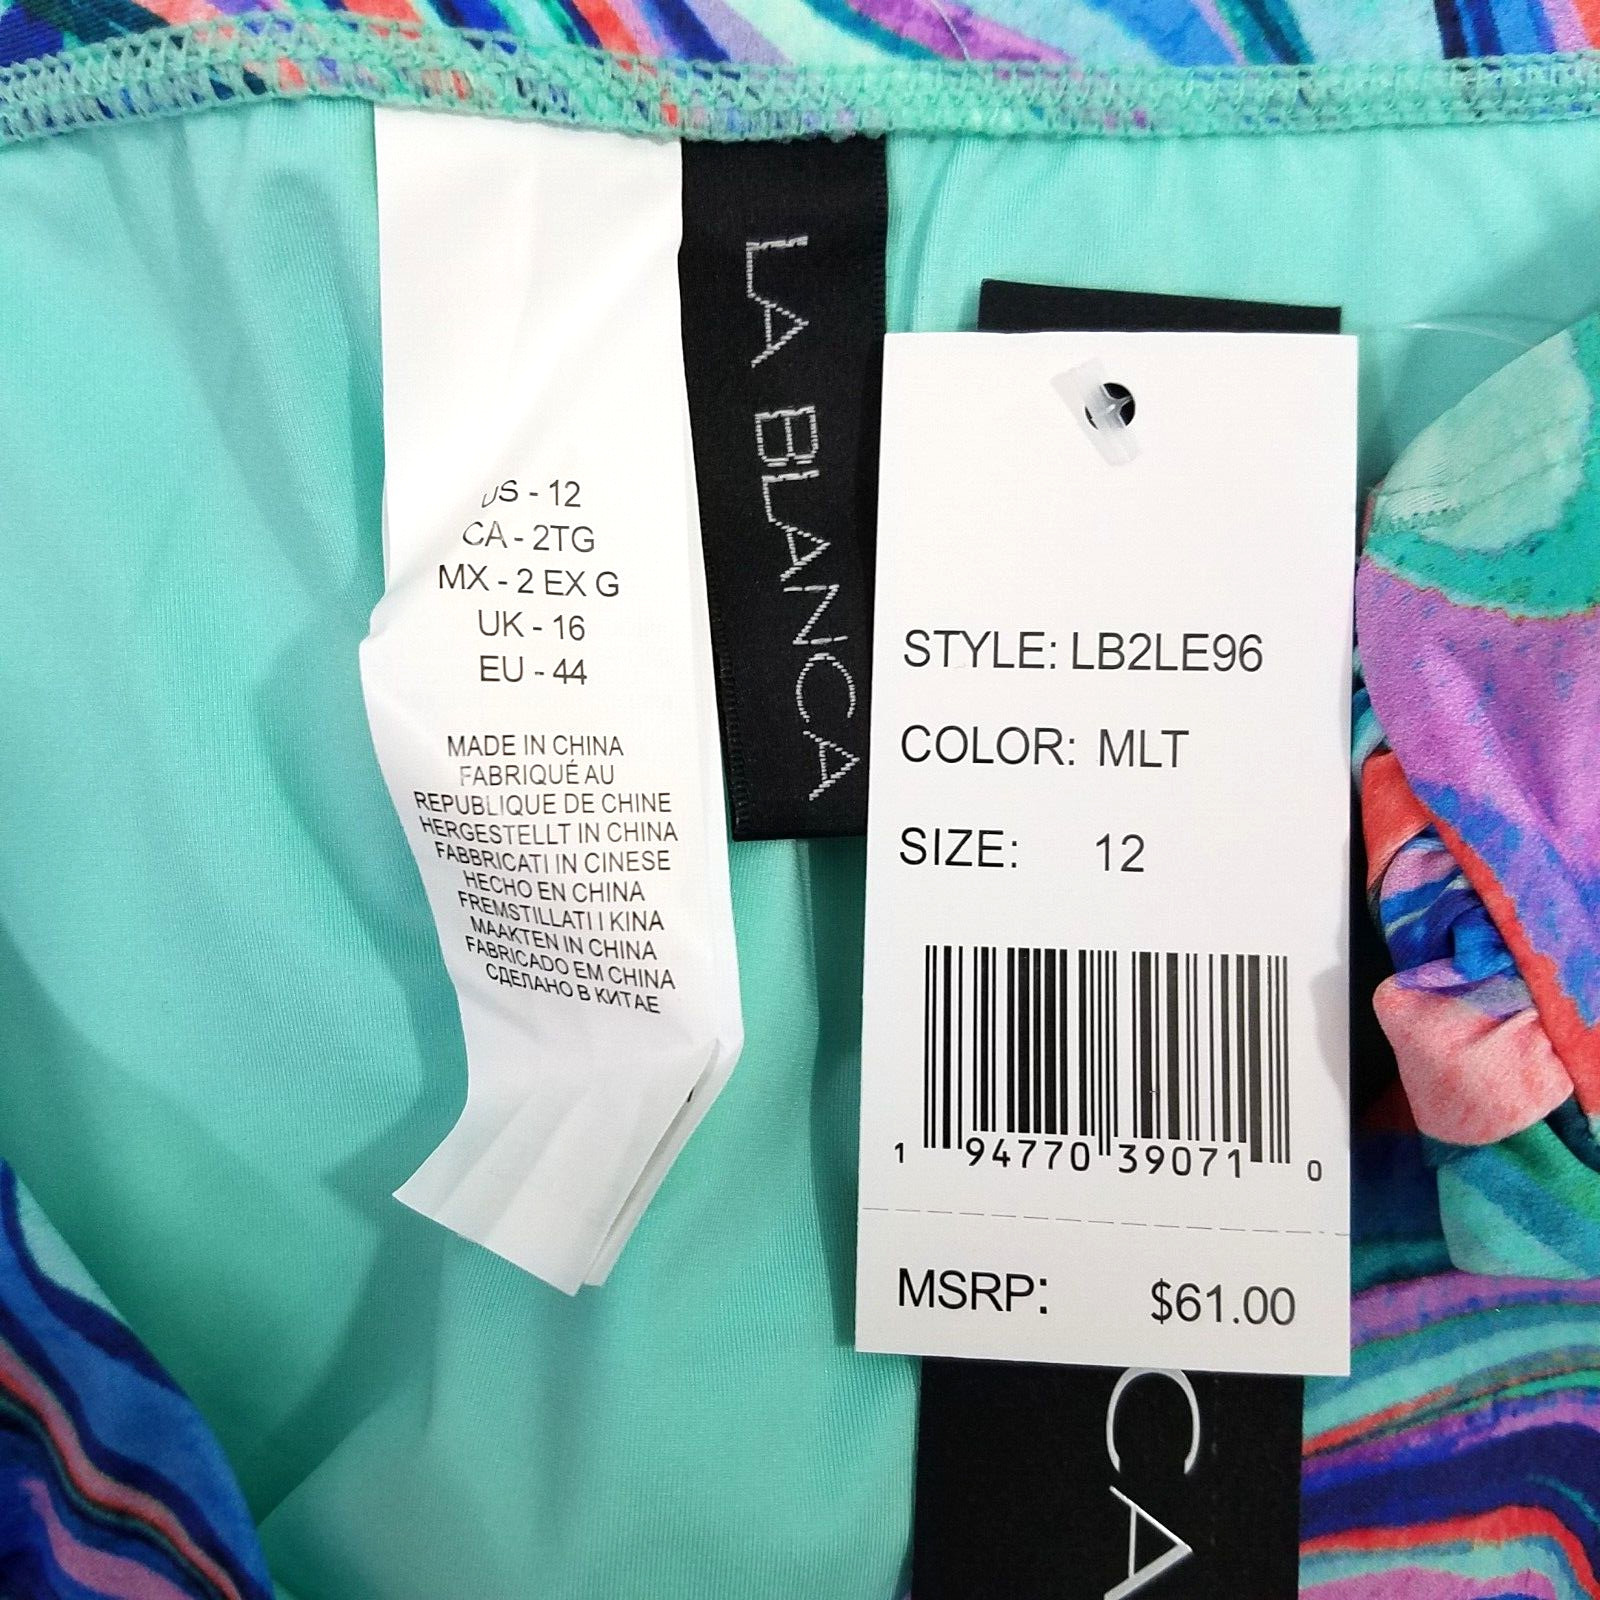 US - 12
CA - 2TG
MX - 2 EX G
UK - 16
EU - 44
MADE IN CHINA
FABRIQUÉ AU
REPUBLIQUE DE CHINE
HERGESTELLT IN CHINA
FABBRICATI IN CINESE
HECHO EN CHINA
FREMSTILLATI I KINA
MAAKTEN IN CHINA
FABRICADO EM CHINA
СДЕЛАНО В КИТАЕ
LA BLANCA
STYLE: LB2LE96
COLOR: MLT
SIZE: 12
1 94770 39071 0
MSRP: $61.00
CA